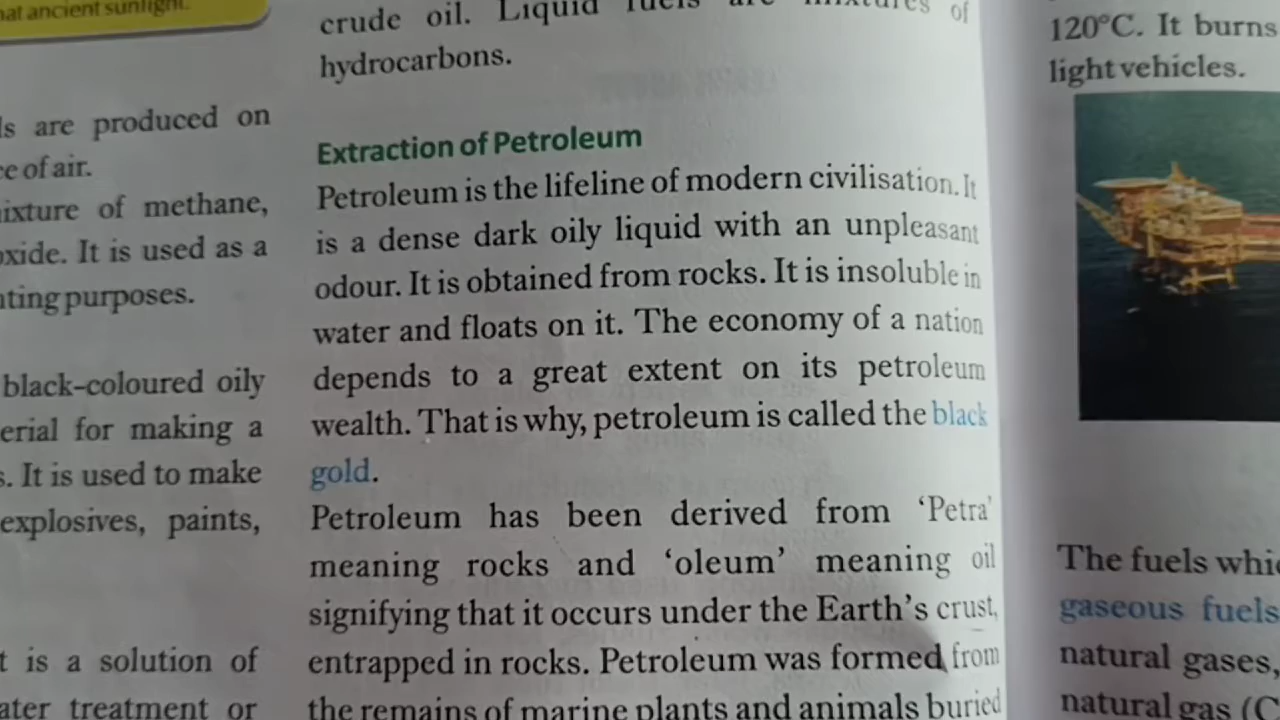 that ancient sunlight.
are produced on
of air.
of methane,
It is used as a
purposes.
black-coloured oily
for making a
It is used to make
explosives, paints,
is a solution of
treatment or
crude oil. Liquid fuels are mixtures of
hydrocarbons.
Extraction of Petroleum
Petroleum is the lifeline of modern civilisation. It
is a dense dark oily liquid with an unpleasant
odour. It is obtained from rocks. It is insoluble in
water and floats on it. The economy of a nation
depends to a great extent on its petroleum
wealth. That is why, petroleum is called the black
gold.
Petroleum has been derived from ‘Petra’
meaning rocks and ‘oleum’ meaning oil
signifying that it occurs under the Earth’s crust,
entrapped in rocks. Petroleum was formed from
the remains of marine plants and animals buried
120°C. It burns
light vehicles.
The fuels
gaseous fuels
natural gases,
natural gas